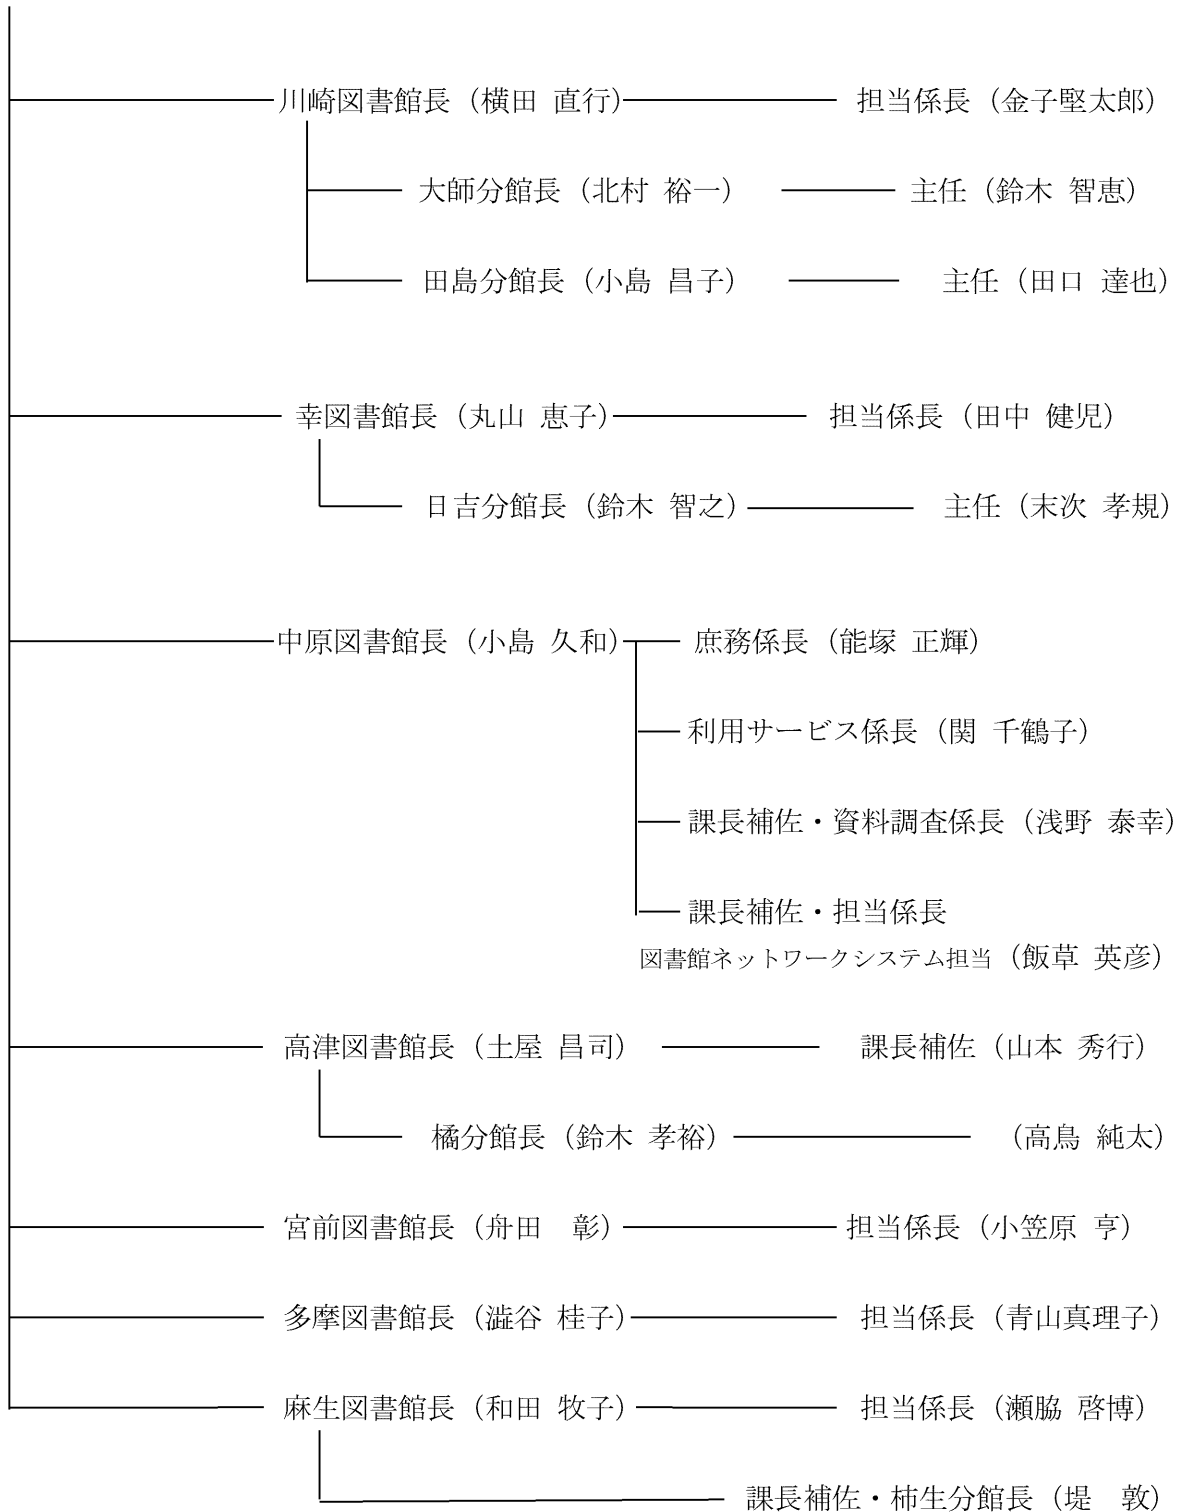 川崎図書館長（横田 直行） 担当係長（金子堅太郎）
大師分館長（北村 裕一） 主任（鈴木 智恵）
田島分館長（小島 昌子） 主任（田口 達也）
幸図書館長（丸山 恵子） 担当係長（田中 健児）
日吉分館長（鈴木 智之） 主任（末次 孝規）
中原図書館長（小島 久和） 庶務係長（能塚 正輝）
利用サービス係長（関 千鶴子）
課長補佐・資料調査係長（浅野 泰幸）
課長補佐・担当係長
図書館ネットワークシステム担当（飯草 英彦）
高津図書館長（土屋 昌司） 課長補佐（山本 秀行）
橘分館長（鈴木 孝裕） （高鳥 純太）
宮前図書館長（舟田　彰） 担当係長（小笠原 亨）
多摩図書館長（澁谷 桂子） 担当係長（青山真理子）
麻生図書館長（和田 牧子） 担当係長（瀬脇 啓博）
課長補佐・柿生分館長（堤　敦）